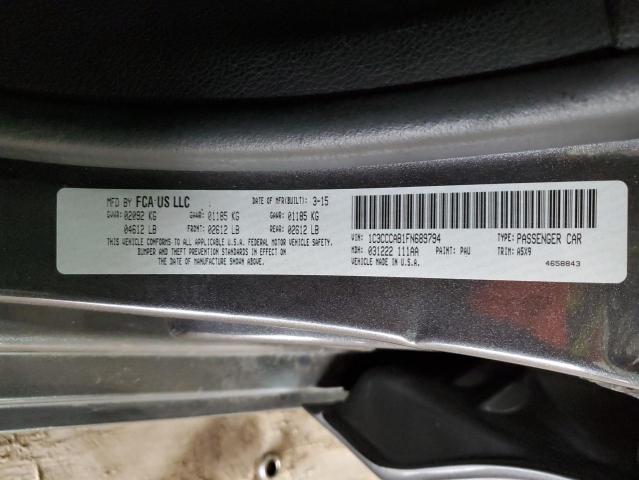 MFD BY FCA US LLC DATE OF MFR(BUILT): 3-15
GVWR: 02092 KG GAWR: 01185 KG GAWR: 01185 KG
04612 LB FRONT: 02612 LB REAR: 02612 LB
THIS VEHICLE CONFORMS TO ALL APPLICABLE U.S.A. FEDERAL MOTOR VEHICLE SAFETY,
BUMPER AND THEFT PREVENTION STANDARDS IN EFFECT ON
THE DATE OF MANUFACTURE SHOWN ABOVE.
VIN: 1C3CCCAB1FN689794 TYPE: PASSENGER CAR
MDH: 031222 111AA PAINT: PAU TRIM: A5X9
VEHICLE MADE IN U.S.A. 4658843